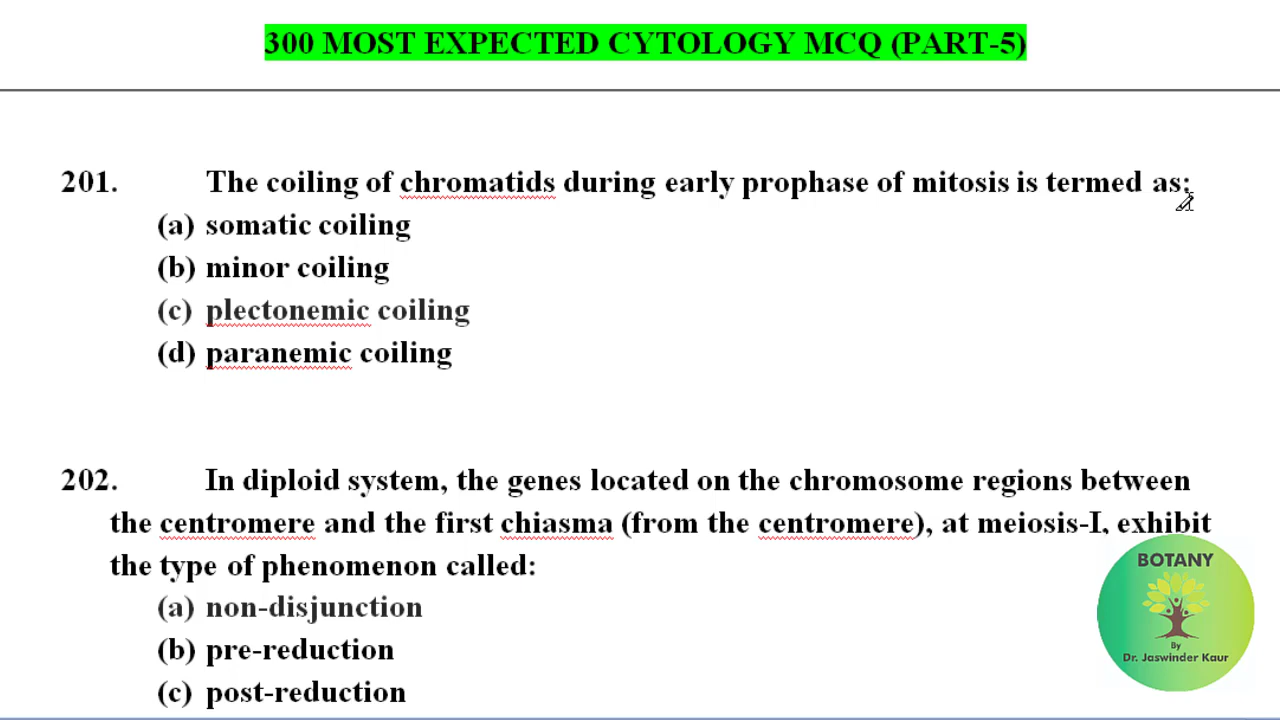 300 MOST EXPECTED CYTOLOGY MCQ (PART-5)
201. The coiling of chromatids during early prophase of mitosis is termed as:
(a) somatic coiling
(b) minor coiling
(c) plectonemic coiling
(d) paranemic coiling
202. In diploid system, the genes located on the chromosome regions between
the centromere and the first chiasma (from the centromere), at meiosis-I, exhibit
the type of phenomenon called:
(a) non-disjunction
(b) pre-reduction
(c) post-reduction
BOTANY
By
Dr. Jaswinder Kaur